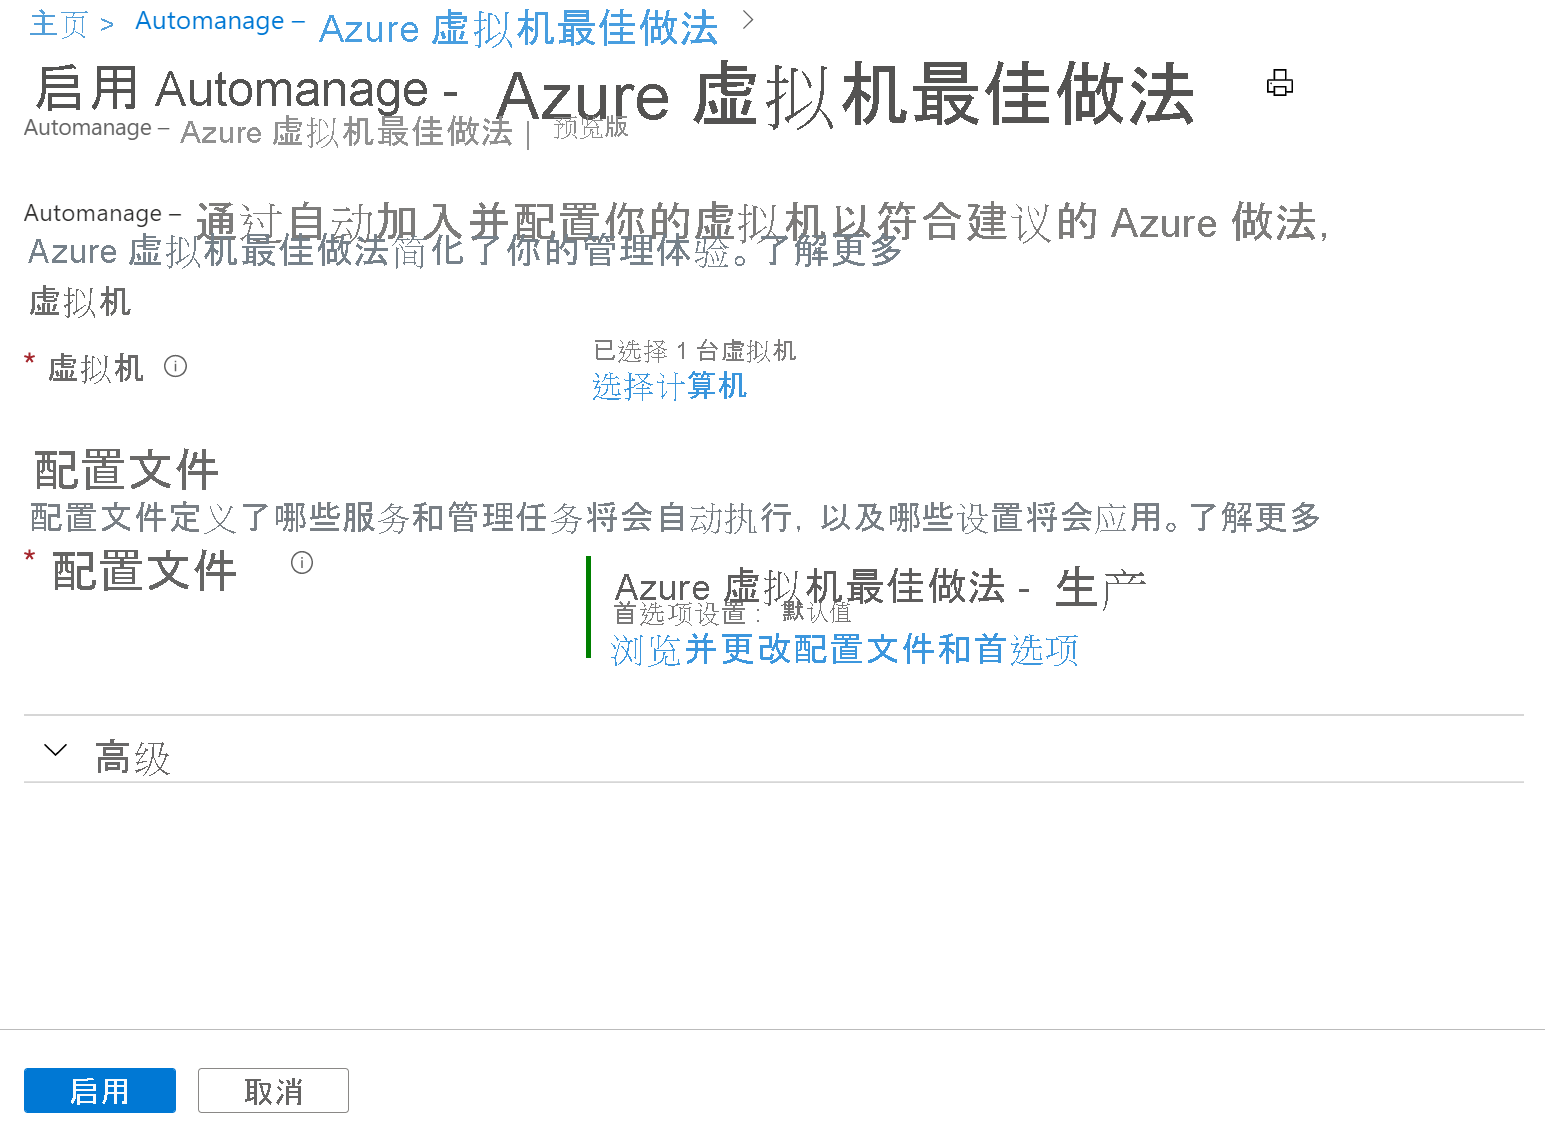 主页 > Automanage – Azure 虚拟机最佳做法 >
启用 Automanage - Azure 虚拟机最佳做法
Automanage – Azure 虚拟机最佳做法 | 预览版
Automanage – 通过自动加入并配置你的虚拟机以符合建议的 Azure 做法,
Azure 虚拟机最佳做法简化了你的管理体验。了解更多
虚拟机
* 虚拟机
已选择 1 台虚拟机
选择计算机
配置文件
配置文件定义了哪些服务和管理任务将会自动执行, 以及哪些设置将会应用。了解更多
* 配置文件
Azure 虚拟机最佳做法 - 生产
首选项设置: 默认值
浏览并更改配置文件和首选项
高级
启用
取消